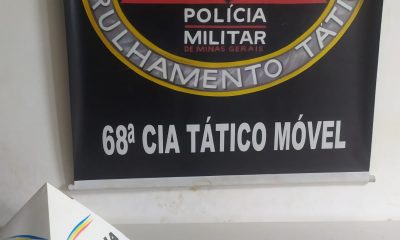 POLÍCIA
MILITAR
DE MINAS GERAIS
RULHAMENTO TÁTI
68ª CIA TÁTICO MÓVEL